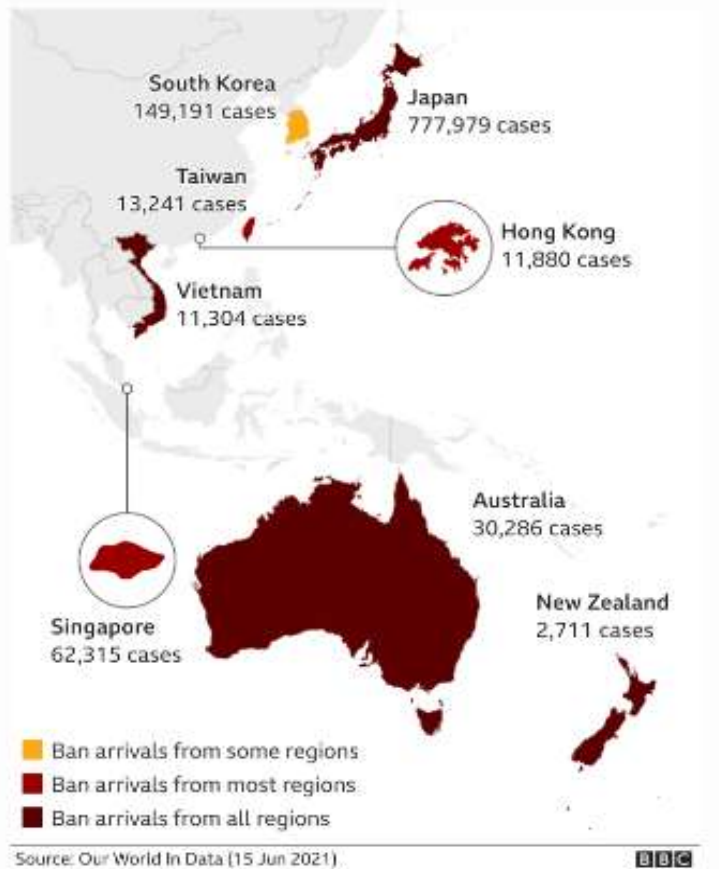 South Korea
149,191 cases
Japan
777,979 cases
Taiwan
13,241 cases
Hong Kong
11,880 cases
Vietnam
11,304 cases
Australia
30,286 cases
New Zealand
2,711 cases
Singapore
62,315 cases
Ban arrivals from some regions
Ban arrivals from most regions
Ban arrivals from all regions
Source: Our World In Data (15 Jun 2021)
BBC